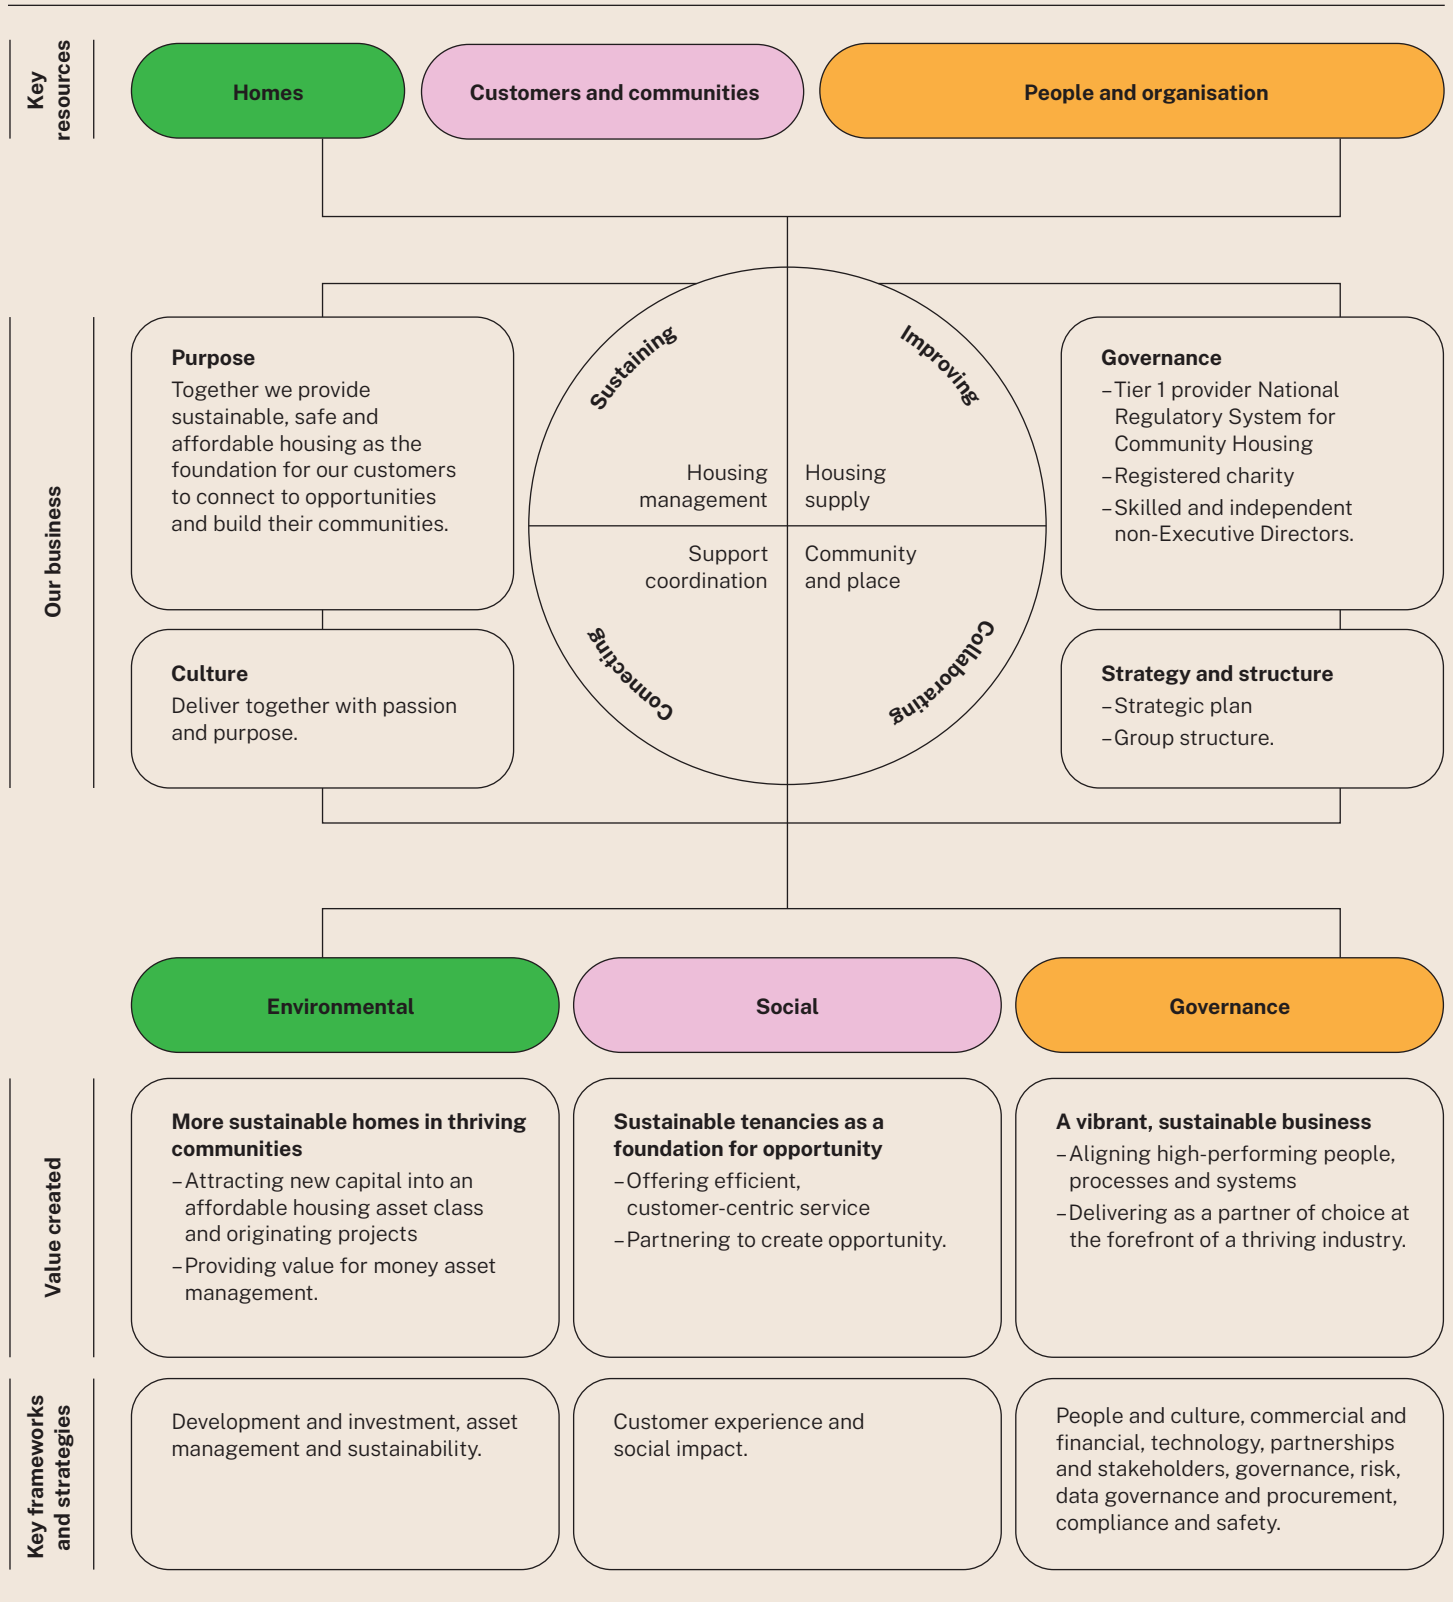 Key
resources
Homes
Customers and communities
People and organisation
Our business
Purpose
Together we provide
sustainable, safe and
affordable housing as the
foundation for our customers
to connect to opportunities
and build their communities.
Culture
Deliver together with passion
and purpose.
Sustaining
Improving
Housing
management
Housing
supply
Support
coordination
Community
and place
Connecting
Collaborating
Governance
–Tier 1 provider National
Regulatory System for
Community Housing
–Registered charity
–Skilled and independent
non-Executive Directors.
Strategy and structure
–Strategic plan
–Group structure.
Environmental
Social
Governance
Value created
More sustainable homes in thriving
communities
–Attracting new capital into an
affordable housing asset class
and originating projects
–Providing value for money asset
management.
Sustainable tenancies as a
foundation for opportunity
–Offering efficient,
customer-centric service
–Partnering to create opportunity.
A vibrant, sustainable business
–Aligning high-performing people,
processes and systems
–Delivering as a partner of choice at
the forefront of a thriving industry.
Key frameworks
and strategies
Development and investment, asset
management and sustainability.
Customer experience and
social impact.
People and culture, commercial and
financial, technology, partnerships
and stakeholders, governance, risk,
data governance and procurement,
compliance and safety.